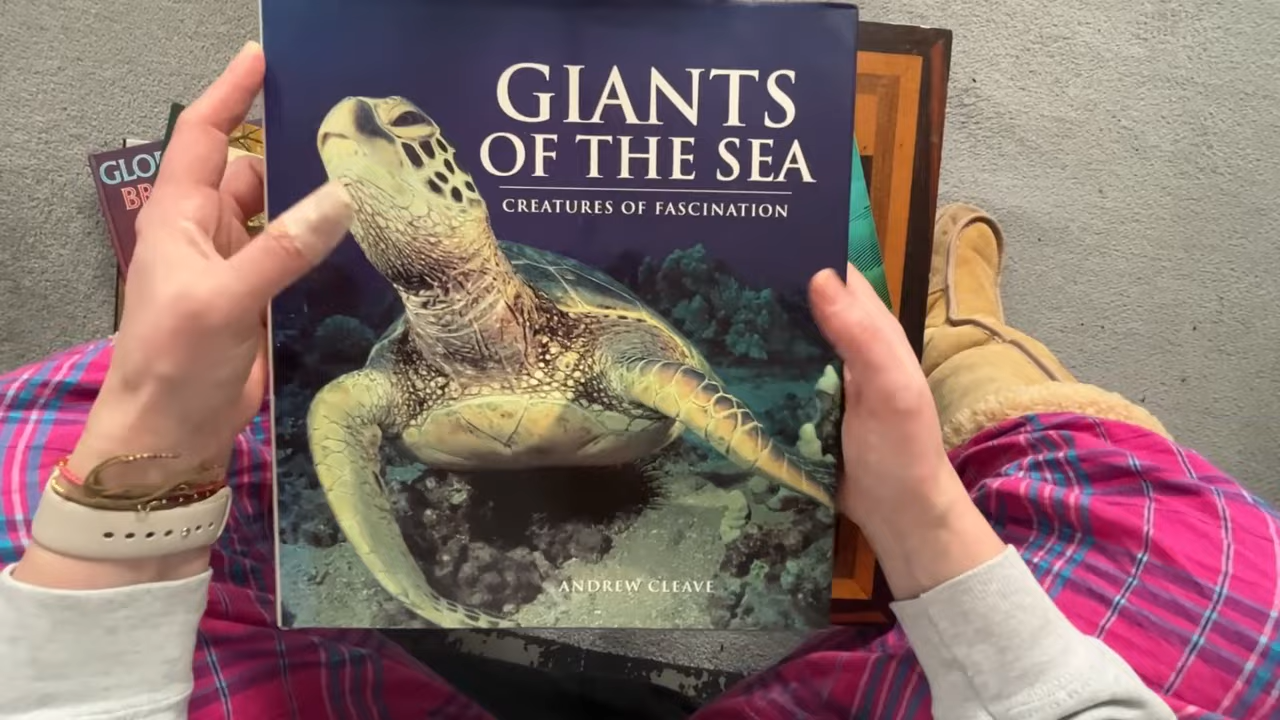 GIANTS
OF THE SEA
CREATURES OF FASCINATION
ANDREW CLEAVE